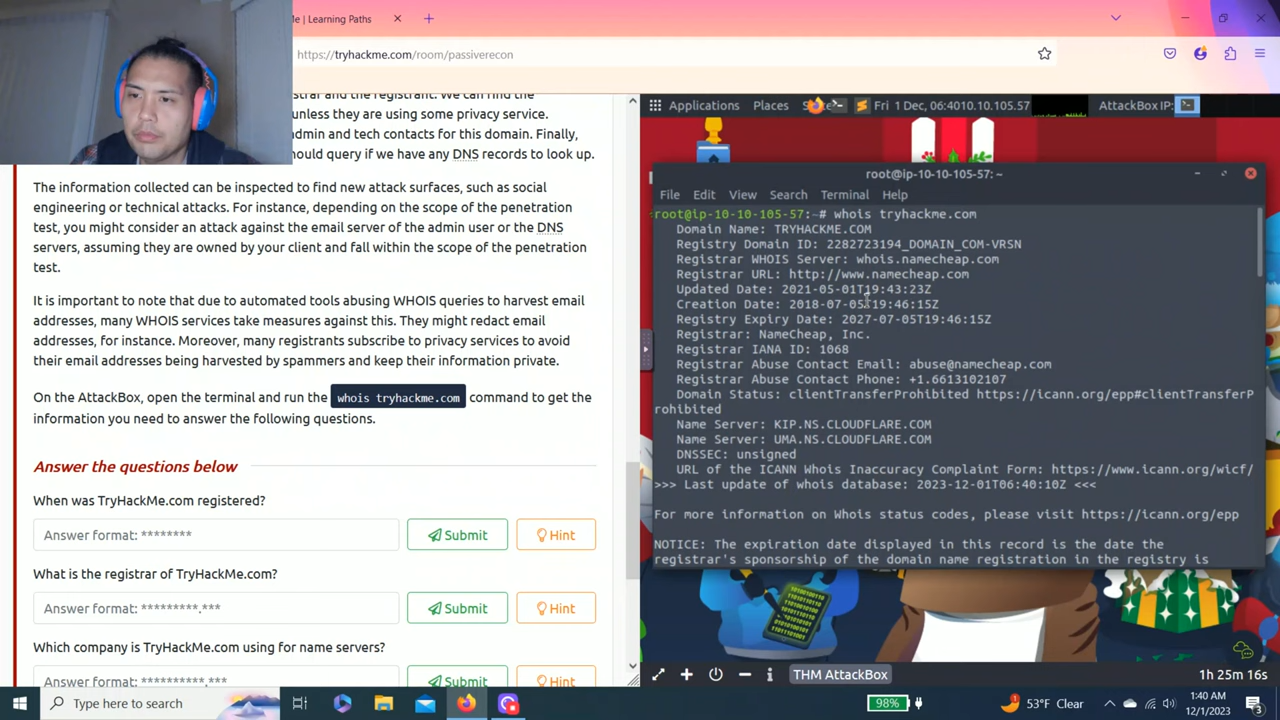 Me | Learning Paths
https://tryhackme.com/room/passiverecon
strar and the registrant. We can find the
unless they are using some privacy service.
admin and tech contacts for this domain. Finally,
hould query if we have any DNS records to look up.
The information collected can be inspected to find new attack surfaces, such as social
engineering or technical attacks. For instance, depending on the scope of the penetration
test, you might consider an attack against the email server of the admin user or the DNS
servers, assuming they are owned by your client and fall within the scope of the penetration
test.
It is important to note that due to automated tools abusing WHOIS queries to harvest email
addresses, many WHOIS services take measures against this. They might redact email
addresses, for instance. Moreover, many registrants subscribe to privacy services to avoid
their email addresses being harvested by spammers and keep their information private.
On the AttackBox, open the terminal and run the whois tryhackme.com command to get the
information you need to answer the following questions.
Answer the questions below
When was TryHackMe.com registered?
Answer format: ********
Submit
Hint
What is the registrar of TryHackMe.com?
Answer format: *********.***
Submit
Hint
Which company is TryHackMe.com using for name servers?
Answer format: **********.***
Submit
Hint
Applications Places Fri 1 Dec, 06:40 10.10.105.57 AttackBox IP:
root@ip-10-10-105-57: ~
File Edit View Search Terminal Help
root@ip-10-10-105-57:~# whois tryhackme.com
Domain Name: TRYHACKME.COM
Registry Domain ID: 2282723194_DOMAIN_COM-VRSN
Registrar WHOIS Server: whois.namecheap.com
Registrar URL: http://www.namecheap.com
Updated Date: 2021-05-01T19:43:23Z
Creation Date: 2018-07-05T19:46:15Z
Registry Expiry Date: 2027-07-05T19:46:15Z
Registrar: NameCheap, Inc.
Registrar IANA ID: 1068
Registrar Abuse Contact Email: abuse@namecheap.com
Registrar Abuse Contact Phone: +1.6613102107
Domain Status: clientTransferProhibited https://icann.org/epp#clientTransferP
rohibited
Name Server: KIP.NS.CLOUDFLARE.COM
Name Server: UMA.NS.CLOUDFLARE.COM
DNSSEC: unsigned
URL of the ICANN Whois Inaccuracy Complaint Form: https://www.icann.org/wicf/
>>> Last update of whois database: 2023-12-01T06:40:10Z <<<
For more information on Whois status codes, please visit https://icann.org/epp
NOTICE: The expiration date displayed in this record is the date the
registrar's sponsorship of the domain name registration in the registry is
THM AttackBox
1h 25m 16s
Type here to search
98%
53°F Clear
1:40 AM
12/1/2023
3